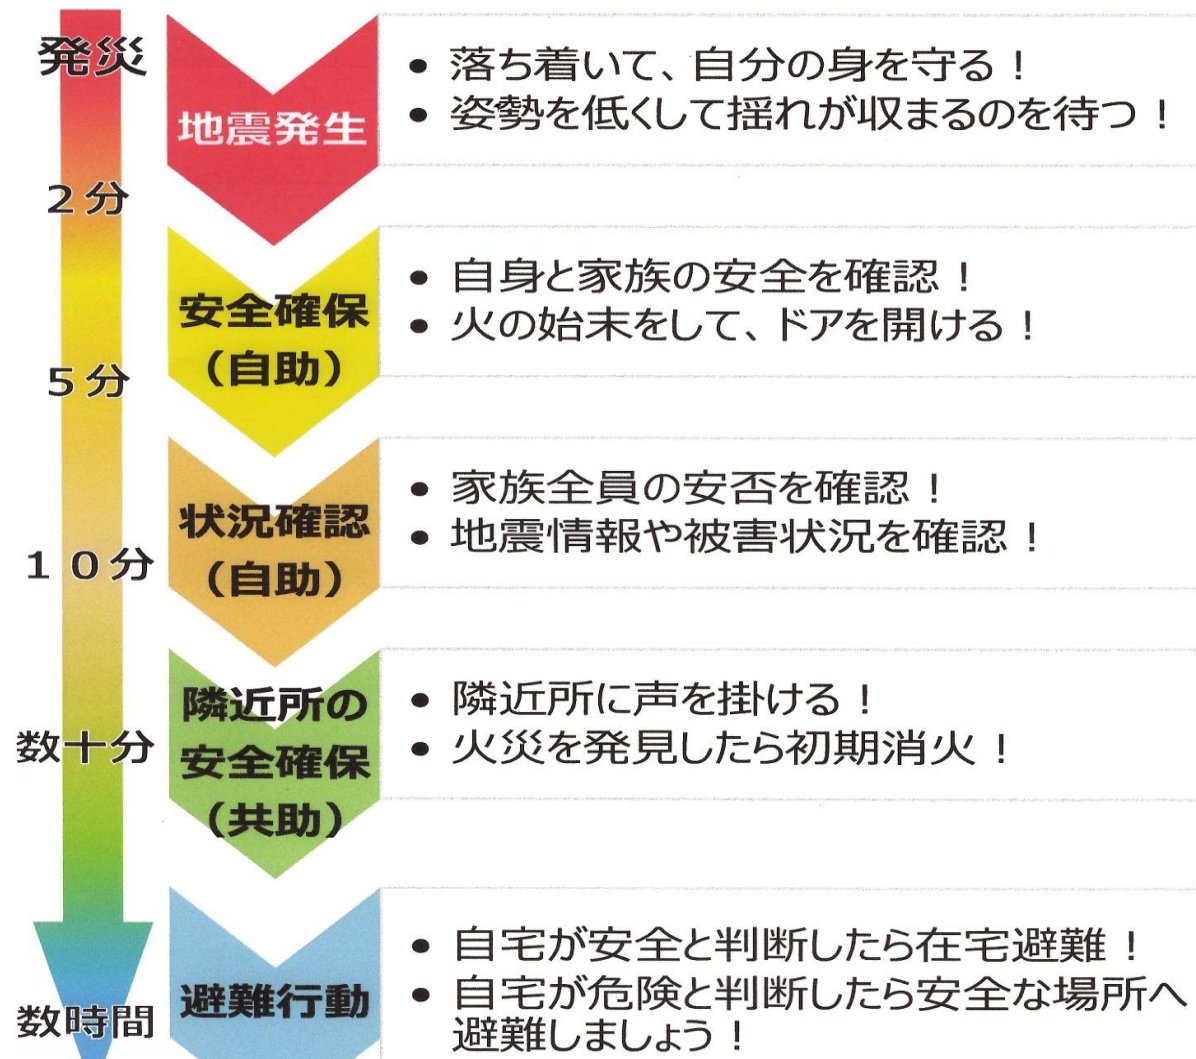 発災
地震発生
• 落ち着いて、自分の身を守る！
• 姿勢を低くして揺れが収まるのを待つ！
２分
安全確保
（自助）
• 自身と家族の安全を確認！
• 火の始末をして、ドアを開ける！
５分
状況確認
（自助）
• 家族全員の安否を確認！
• 地震情報や被害状況を確認！
１０分
隣近所の
安全確保
（共助）
• 隣近所に声を掛ける！
• 火災を発見したら初期消火！
数十分
避難行動
• 自宅が安全と判断したら在宅避難！
• 自宅が危険と判断したら安全な場所へ
避難しましょう！
数時間